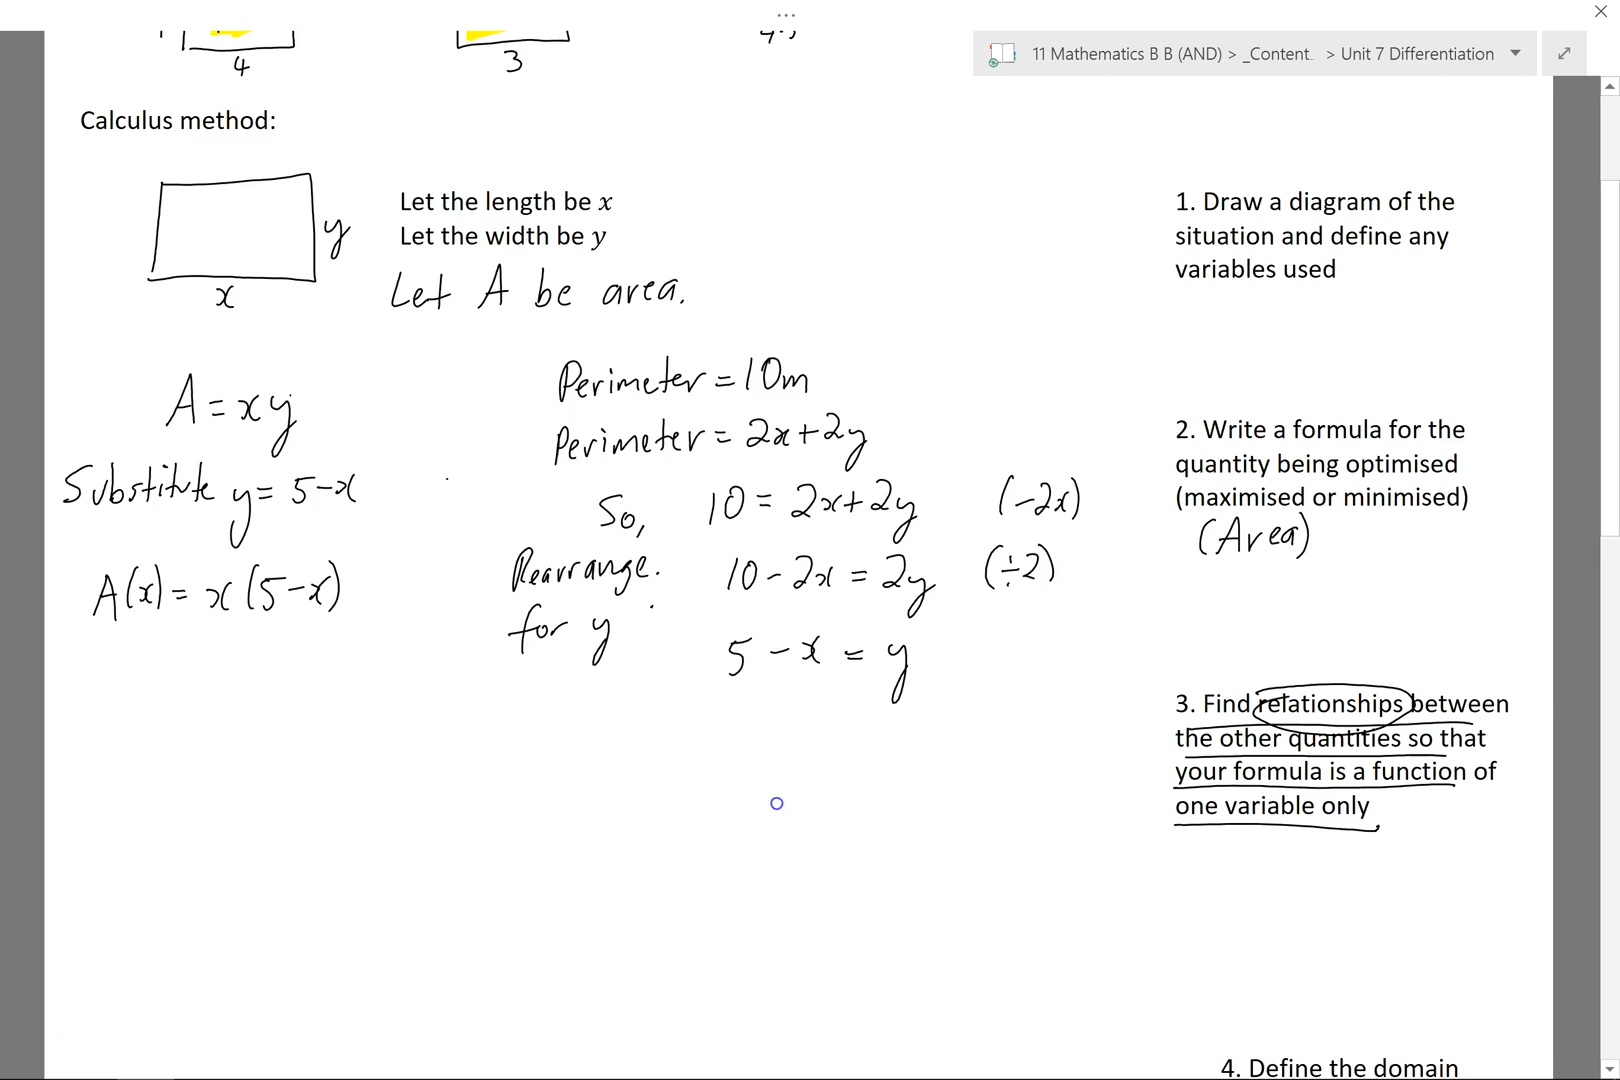 4
3
11 Mathematics B B (AND) > _Content.. > Unit 7 Differentiation
Calculus method:
Let the length be x
Let the width be y
Let A be area.
y
x
1. Draw a diagram of the
situation and define any
variables used
A = xy
Substitute y = 5-x
A(x) = x(5-x)
Perimeter = 10m
Perimeter = 2x+2y
So, 10 = 2x+2y (-2x)
Rearrange. 10 - 2x = 2y (÷2)
for y
5 - x = y
2. Write a formula for the
quantity being optimised
(maximised or minimised)
(Area)
3. Find relationships between
the other quantities so that
your formula is a function of
one variable only
4. Define the domain